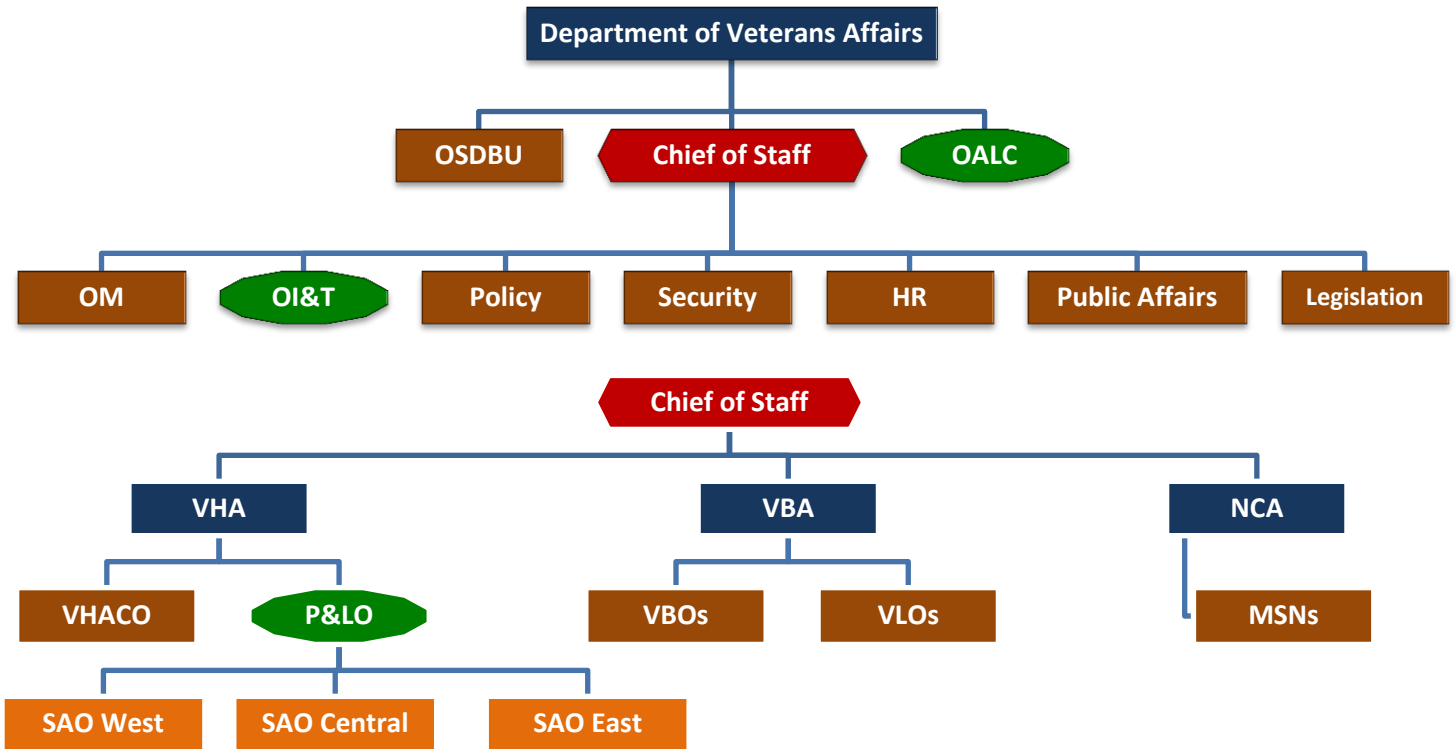 Department of Veterans Affairs
OSDBU
Chief of Staff
OALC
OM
OI&T
Policy
Security
HR
Public Affairs
Legislation
Chief of Staff
VHA
VBA
NCA
VHACO
P&LO
VBOs
VLOs
MSNs
SAO West
SAO Central
SAO East